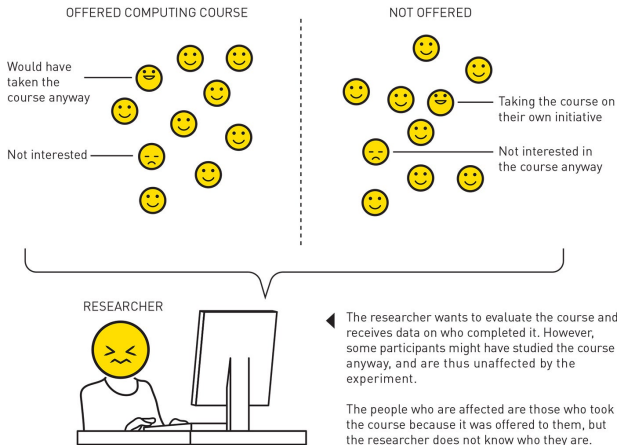 OFFERED COMPUTING COURSE
NOT OFFERED
Would have
taken the
course anyway
Not interested
Taking the course on
their own initiative
Not interested in
the course anyway
RESEARCHER
The researcher wants to evaluate the course and
receives data on who completed it. However,
some participants might have studied the course
anyway, and are thus unaffected by the
experiment.
The people who are affected are those who took
the course because it was offered to them, but
the researcher does not know who they are.